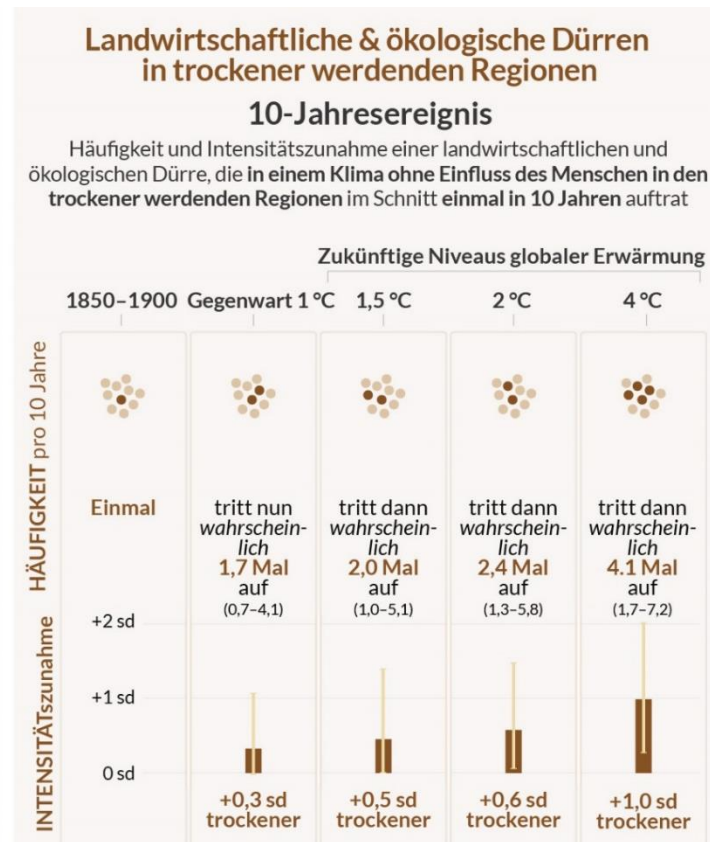 Landwirtschaftliche & ökologische Dürren
in trockener werdenden Regionen
10-Jahresereignis
Häufigkeit und Intensitätszunahme einer landwirtschaftlichen und
ökologischen Dürre, die in einem Klima ohne Einfluss des Menschen in den
trockener werdenden Regionen im Schnitt einmal in 10 Jahren auftrat
Zukünftige Niveaus globaler Erwärmung
1850–1900 Gegenwart 1 °C 1,5 °C 2 °C 4 °C
HÄUFIGKEIT pro 10 Jahre
Einmal
tritt nun
wahrschein-
lich
1,7 Mal
auf
(0,7–4,1)
tritt dann
wahrschein-
lich
2,0 Mal
auf
(1,0–5,1)
tritt dann
wahrschein-
lich
2,4 Mal
auf
(1,3–5,8)
tritt dann
wahrschein-
lich
4.1 Mal
auf
(1,7–7,2)
INTENSITÄTszunahme
+2 sd
+1 sd
0 sd
+0,3 sd
trockener
+0,5 sd
trockener
+0,6 sd
trockener
+1,0 sd
trockener